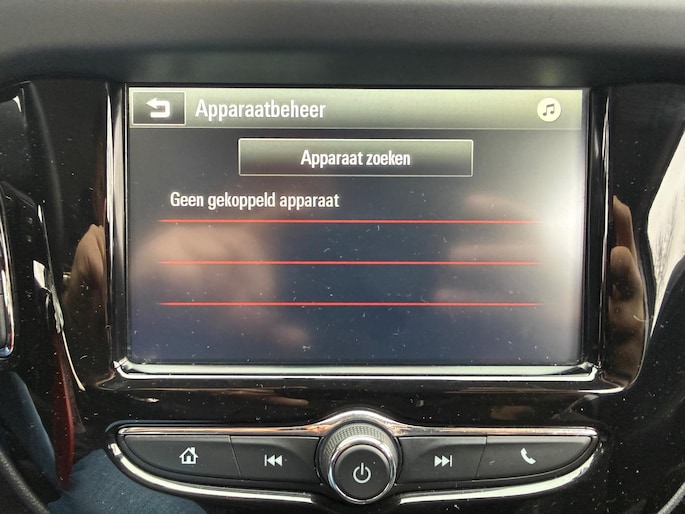 Apparaatbeheer
Apparaat zoeken
Geen gekoppeld apparaat